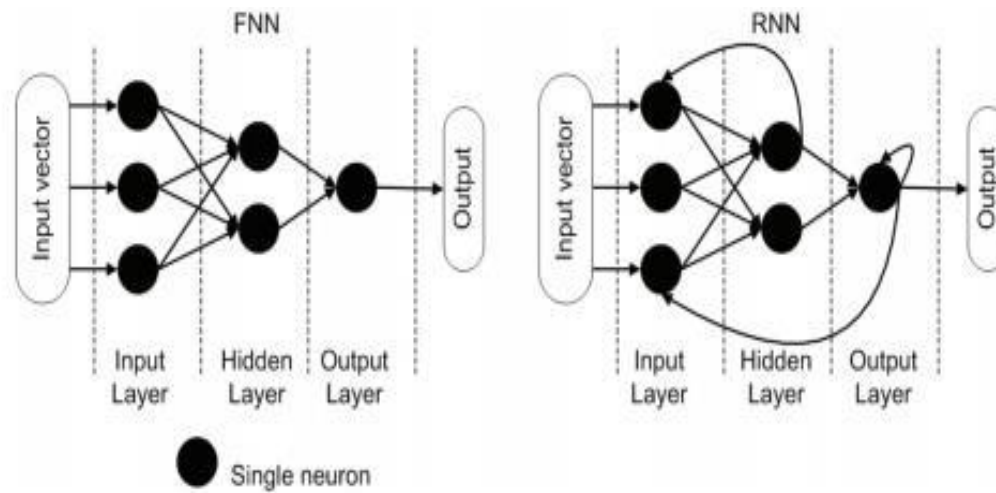 FNN
Input vector
Input
Layer
Hidden
Layer
Output
Layer
Output
Single neuron
RNN
Input vector
Input
Layer
Hidden
Layer
Output
Layer
Output